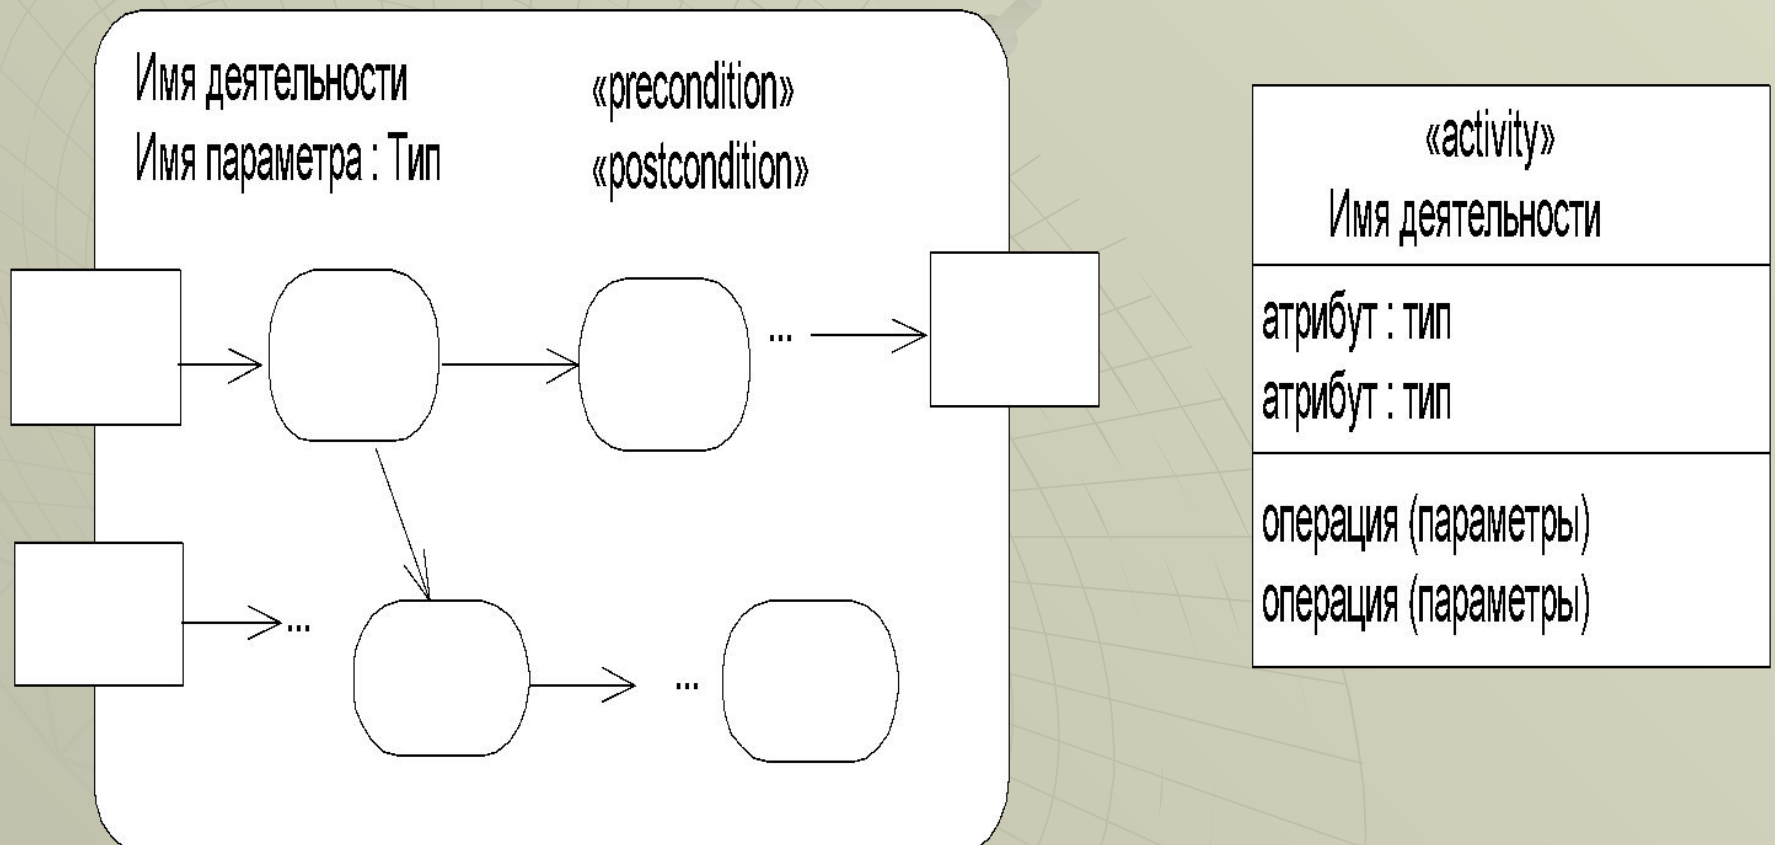 Имя деятельности
«precondition»
Имя параметра : Тип
«postcondition»
...
...
...
«activity»
Имя деятельности
атрибут : тип
атрибут : тип
операция (параметры)
операция (параметры)